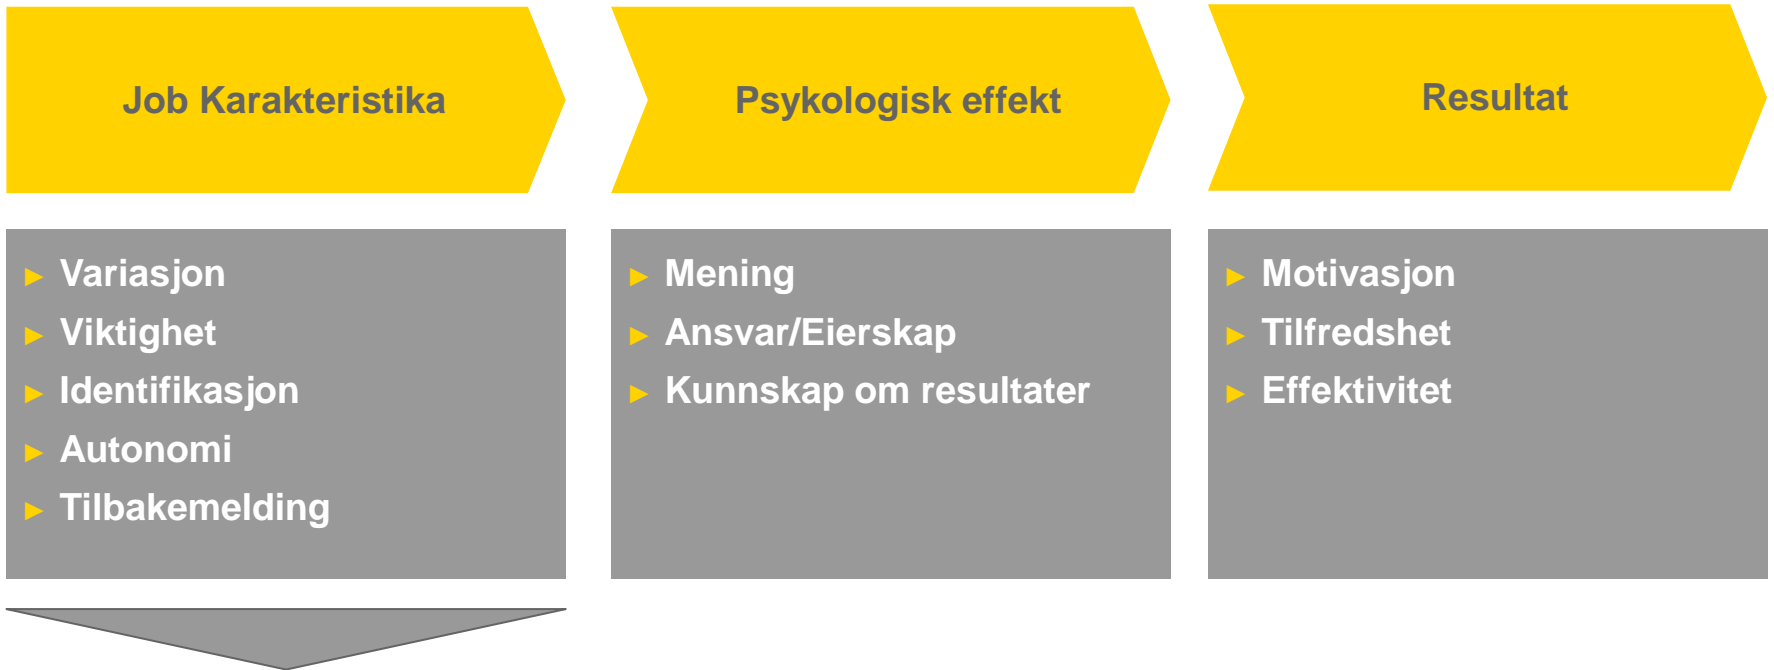 Job Karakteristika
Psykologisk effekt
Resultat
► Variasjon
► Viktighet
► Identifikasjon
► Autonomi
► Tilbakemelding
► Mening
► Ansvar/Eierskap
► Kunnskap om resultater
► Motivasjon
► Tilfredshet
► Effektivitet